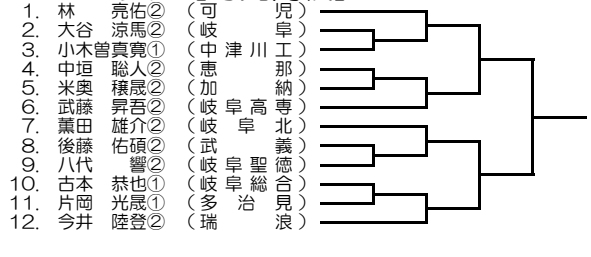 1. 林 亮佑② (可児)
2. 大谷 涼馬② (岐阜)
3. 小木曽真寛① (中津川工)
4. 中垣 聡人② (恵那)
5. 米奥 穣晟② (加納)
6. 武藤 昇吾② (岐阜高専)
7. 薫田 雄介② (岐阜北)
8. 後藤 佑碩② (武義)
9. 八代 響② (岐阜聖徳)
10. 古本 恭也① (岐阜総合)
11. 片岡 光晟① (多治見)
12. 今井 陸登② (瑞浪)